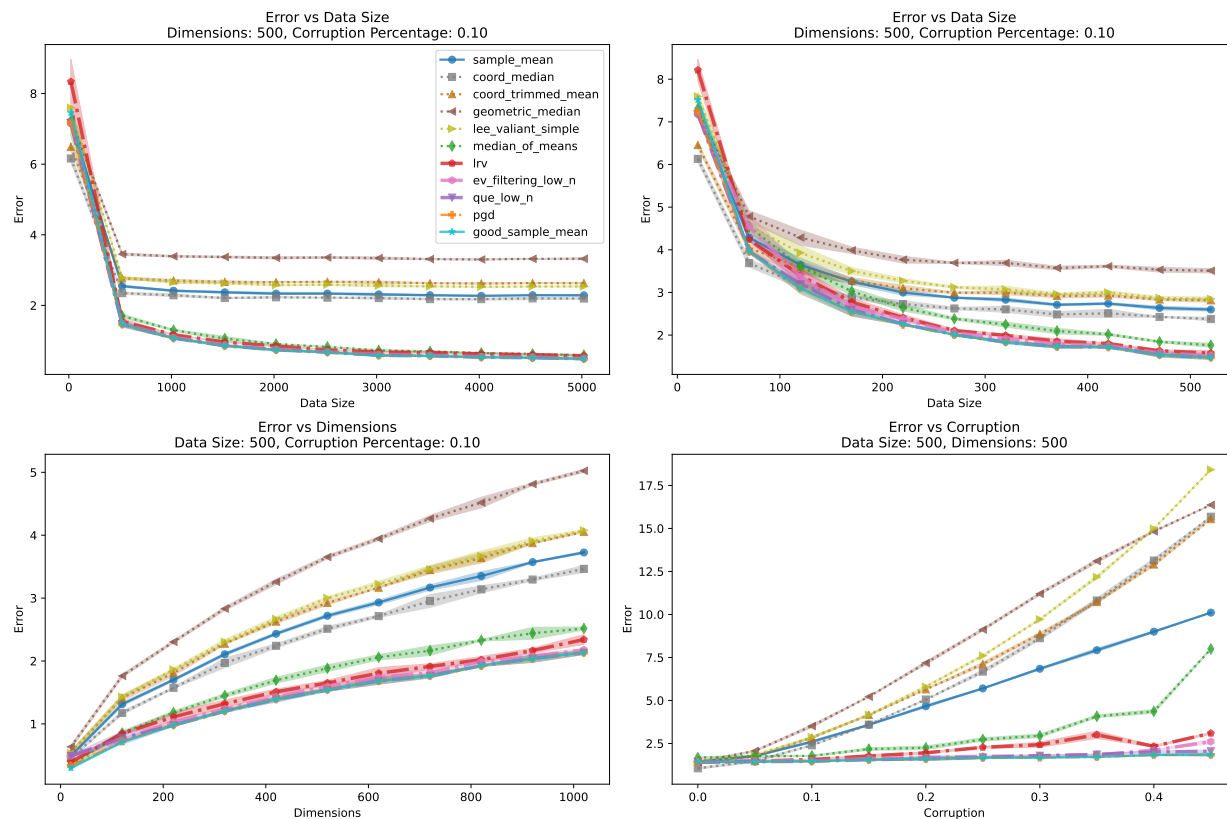 Error vs Data Size
Dimensions: 500, Corruption Percentage: 0.10
Error
8
6
4
2
0
1000
2000
3000
4000
5000
Data Size
sample_mean
coord_median
coord_trimmed_mean
geometric_median
lee_valiant_simple
median_of_means
lrv
ev_filtering_low_n
que_low_n
pgd
good_sample_mean
Error vs Data Size
Dimensions: 500, Corruption Percentage: 0.10
Error
8
7
6
5
4
3
2
0
100
200
300
400
500
Data Size
Error vs Dimensions
Data Size: 500, Corruption Percentage: 0.10
Error
5
4
3
2
1
0
200
400
600
800
1000
Dimensions
Error vs Corruption
Data Size: 500, Dimensions: 500
Error
17.5
15.0
12.5
10.0
7.5
5.0
2.5
0.0
0.1
0.2
0.3
0.4
Corruption